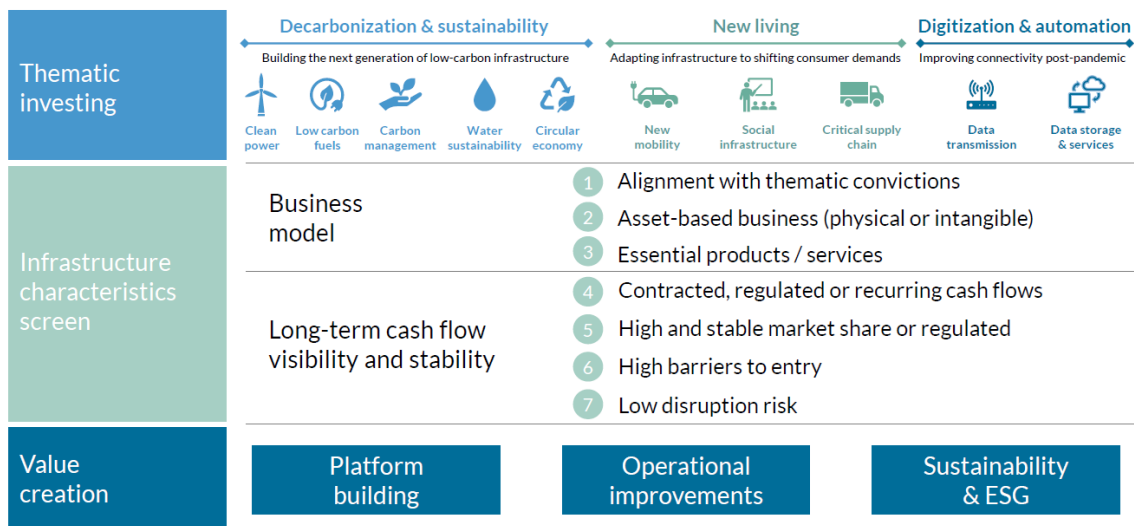 Thematic
investing
Decarbonization & sustainability
Building the next generation of low-carbon infrastructure
Clean
power
Low carbon
fuels
Carbon
management
Water
sustainability
Circular
economy
New living
Adapting infrastructure to shifting consumer demands
New
mobility
Social
infrastructure
Critical supply
chain
Digitization & automation
Improving connectivity post-pandemic
Data
transmission
Data storage
& services
Infrastructure
characteristics
screen
Business
model
1 Alignment with thematic convictions
2 Asset-based business (physical or intangible)
3 Essential products / services
Long-term cash flow
visibility and stability
4 Contracted, regulated or recurring cash flows
5 High and stable market share or regulated
6 High barriers to entry
7 Low disruption risk
Value
creation
Platform
building
Operational
improvements
Sustainability
& ESG